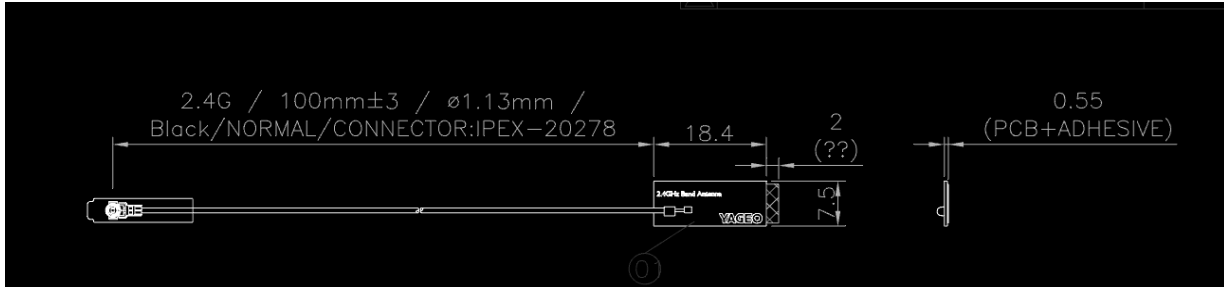 2.4G / 100mm±3 / ø1.13mm /
Black/NORMAL/CONNECTOR:IPEX-20278
18.4
2
(??)
0.55
(PCB+ADHESIVE)
2.4GHz Band Antenna
YAGEO
7.5
01